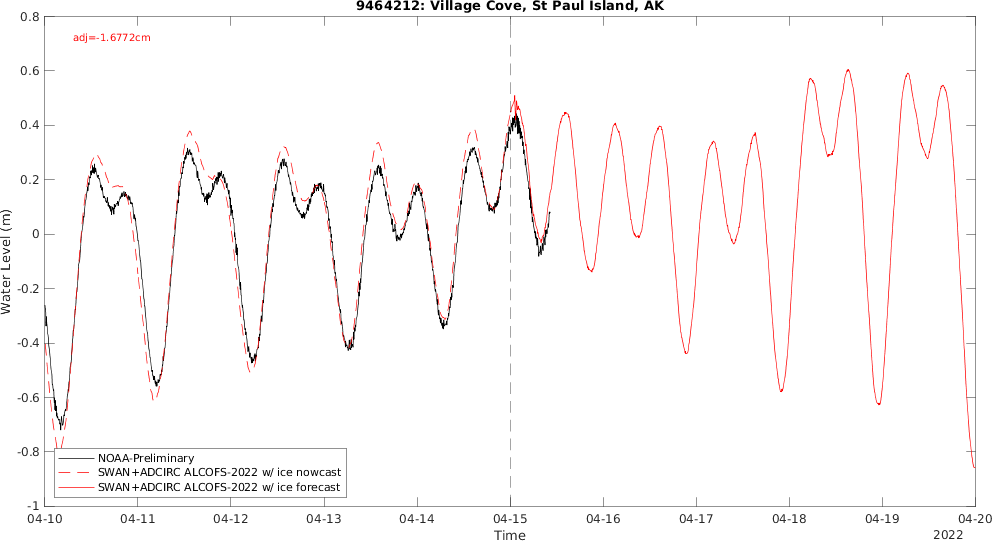 9464212: Village Cove, St Paul Island, AK
adj=-1.6772cm
0.8
0.6
0.4
0.2
0
-0.2
-0.4
-0.6
-0.8
-1
Water Level (m)
NOAA-Preliminary
SWAN+ADCIRC ALCOFS-2022 w/ ice nowcast
SWAN+ADCIRC ALCOFS-2022 w/ ice forecast
04-10 04-11 04-12 04-13 04-14 04-15 04-16 04-17 04-18 04-19 04-20
Time
2022